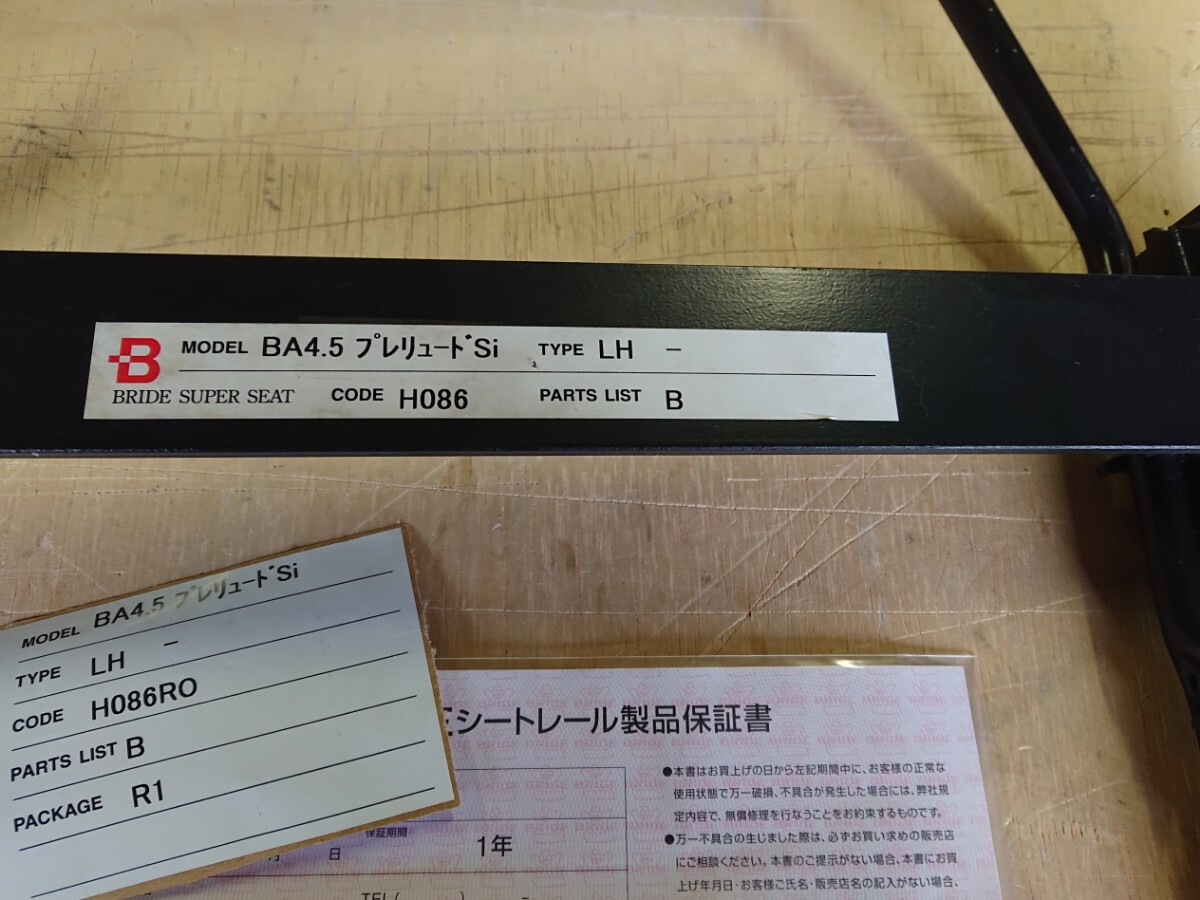 B MODEL BA4.5 プレリュードSi TYPE LH -
BRIDE SUPER SEAT CODE H086 PARTS LIST B
MODEL BA4.5 プレリュードSi
TYPE LH -
CODE H086RO
PARTS LIST B
PACKAGE R1
シートレール製品保証書
●本書はお買上げの日から左記期間中に、お客様の正常な
使用状態で万一破損、不具合が発生した場合には、弊社規
定内容で、無償修理を行なうことをお約束するものです。
●万一不具合の生じました際は、必ずお買い求めの販売店
にご相談ください。本書のご提示がない場合、本書にお買
上げ年月日・お客様ご氏名・販売店名の記入がない場合、
保証期間
月 日 1年
TEL( ) -